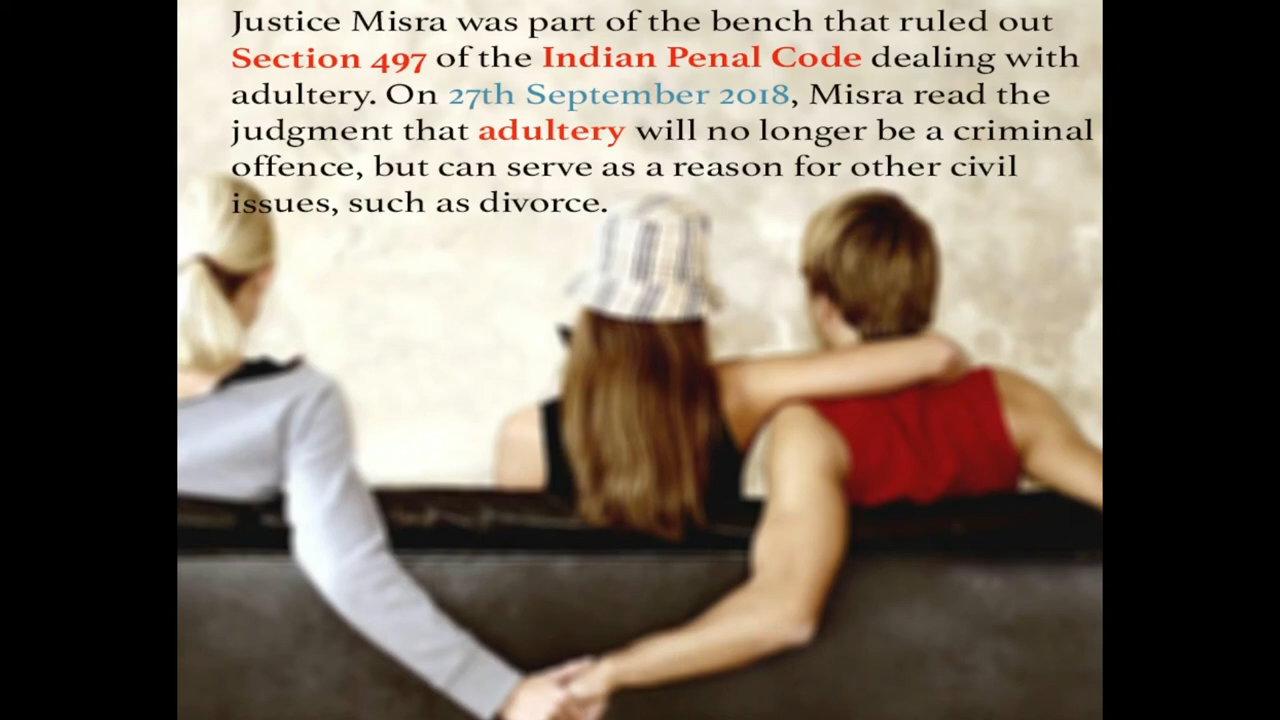 Justice Misra was part of the bench that ruled out
Section 497 of the Indian Penal Code dealing with
adultery. On 27th September 2018, Misra read the
judgment that adultery will no longer be a criminal
offence, but can serve as a reason for other civil
issues, such as divorce.